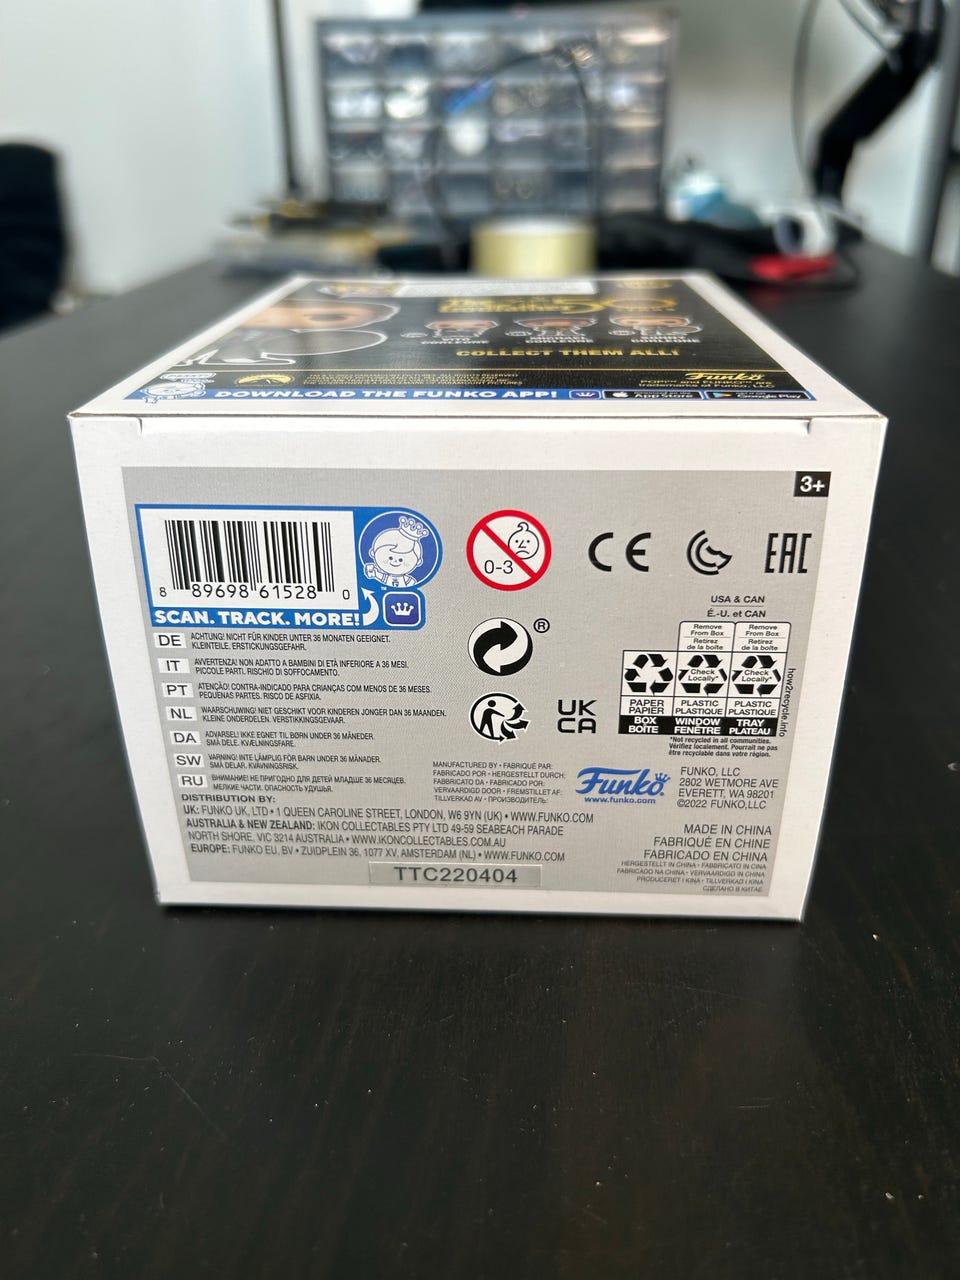 COLLECT THEM ALL!
Funko
DOWNLOAD THE FUNKO APP!
App Store
Google Play
3+
8 89698 61528 0
™
SCAN. TRACK. MORE!
0-3
CE
EAC
®
UK
CA
USA & CAN
É.-U. et CAN
Remove
From Box
Retirez
de la boîte
Remove
From Box
Retirez
de la boîte
Check
Locally*
Check
Locally*
PAPER
PAPIER
PLASTIC
PLASTIQUE
PLASTIC
PLASTIQUE
BOX
BOÎTE
WINDOW
FENÊTRE
TRAY
PLATEAU
*Not recycled in all communities.
Vérifiez localement. Pourrait ne pas
être recyclable dans votre région.
how2recycle.info
DE ACHTUNG! NICHT FÜR KINDER UNTER 36 MONATEN GEEIGNET.
KLEINTEILE. ERSTICKUNGSGEFAHR.
IT AVVERTENZA! NON ADATTO A BAMBINI DI ETÀ INFERIORE A 36 MESI.
PICCOLE PARTI. RISCHIO DI SOFFOCAMENTO.
PT ATENÇÃO! CONTRA-INDICADO PARA CRIANÇAS COM MENOS DE 36 MESES.
PEQUENAS PARTES. RISCO DE ASFIXIA.
NL WAARSCHUWING! NIET GESCHIKT VOOR KINDEREN JONGER DAN 36 MAANDEN.
KLEINE ONDERDELEN. VERSTIKKINGSGEVAAR.
DA ADVARSEL! IKKE EGNET TIL BØRN UNDER 36 MÅNEDER.
SMÅ DELE. KVÆLNINGSFARE.
SW VARNING! INTE LÄMPLIG FÖR BARN UNDER 36 MÅNADER.
SMÅ DELAR. KVÄVNINGSRISK.
RU ВНИМАНИЕ! НЕ ПРИГОДНО ДЛЯ ДЕТЕЙ МЛАДШЕ 36 МЕСЯЦЕВ.
МЕЛКИЕ ЧАСТИ. ОПАСНОСТЬ УДУШЬЯ.
MANUFACTURED BY • FABRIQUÉ PAR:
FABRICADO POR • HERGESTELLT DURCH:
FABBRICATO DA • FABRICADO POR:
VERVAARDIGD DOOR • FREMSTILLET AF:
TILLVERKAD AV • ПРОИЗВОДИТЕЛЬ:
Funko
www.funko.com
FUNKO, LLC
2802 WETMORE AVE
EVERETT, WA 98201
©2022 FUNKO,LLC
DISTRIBUTION BY:
UK: FUNKO UK, LTD • 1 QUEEN CAROLINE STREET, LONDON, W6 9YN (UK) • WWW.FUNKO.COM
AUSTRALIA & NEW ZEALAND: IKON COLLECTABLES PTY LTD 49-59 SEABEACH PARADE
NORTH SHORE, VIC 3214 AUSTRALIA • WWW.IKONCOLLECTABLES.COM.AU
EUROPE: FUNKO EU, BV • ZUIDPLEIN 36, 1077 XV, AMSTERDAM (NL) • WWW.FUNKO.COM
TTC220404
MADE IN CHINA
FABRIQUÉ EN CHINE
FABRICADO EN CHINA
HERGESTELLT IN CHINA • FABBRICATO IN CINA
FABRICADO NA CHINA • VERVAARDIGD IN CHINA
PRODUCERET I KINA • TILLVERKAD I KINA
СДЕЛАНО В КИТАЕ